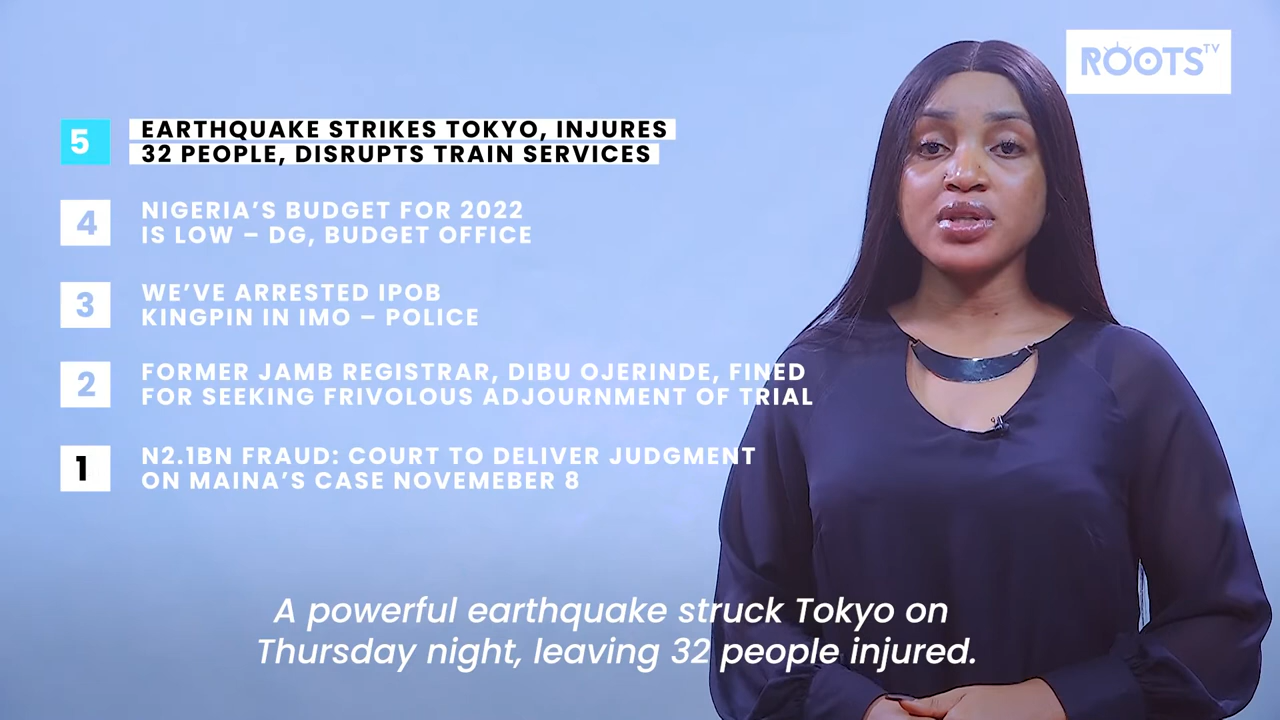 ROOTS TV
5
EARTHQUAKE STRIKES TOKYO, INJURES
32 PEOPLE, DISRUPTS TRAIN SERVICES
4
NIGERIA'S BUDGET FOR 2022
IS LOW – DG, BUDGET OFFICE
3
WE'VE ARRESTED IPOB
KINGPIN IN IMO – POLICE
2
FORMER JAMB REGISTRAR, DIBU OJERINDE, FINED
FOR SEEKING FRIVOLOUS ADJOURNMENT OF TRIAL
1
N2.1BN FRAUD: COURT TO DELIVER JUDGMENT
ON MAINA'S CASE NOVEMEBER 8
A powerful earthquake struck Tokyo on
Thursday night, leaving 32 people injured.